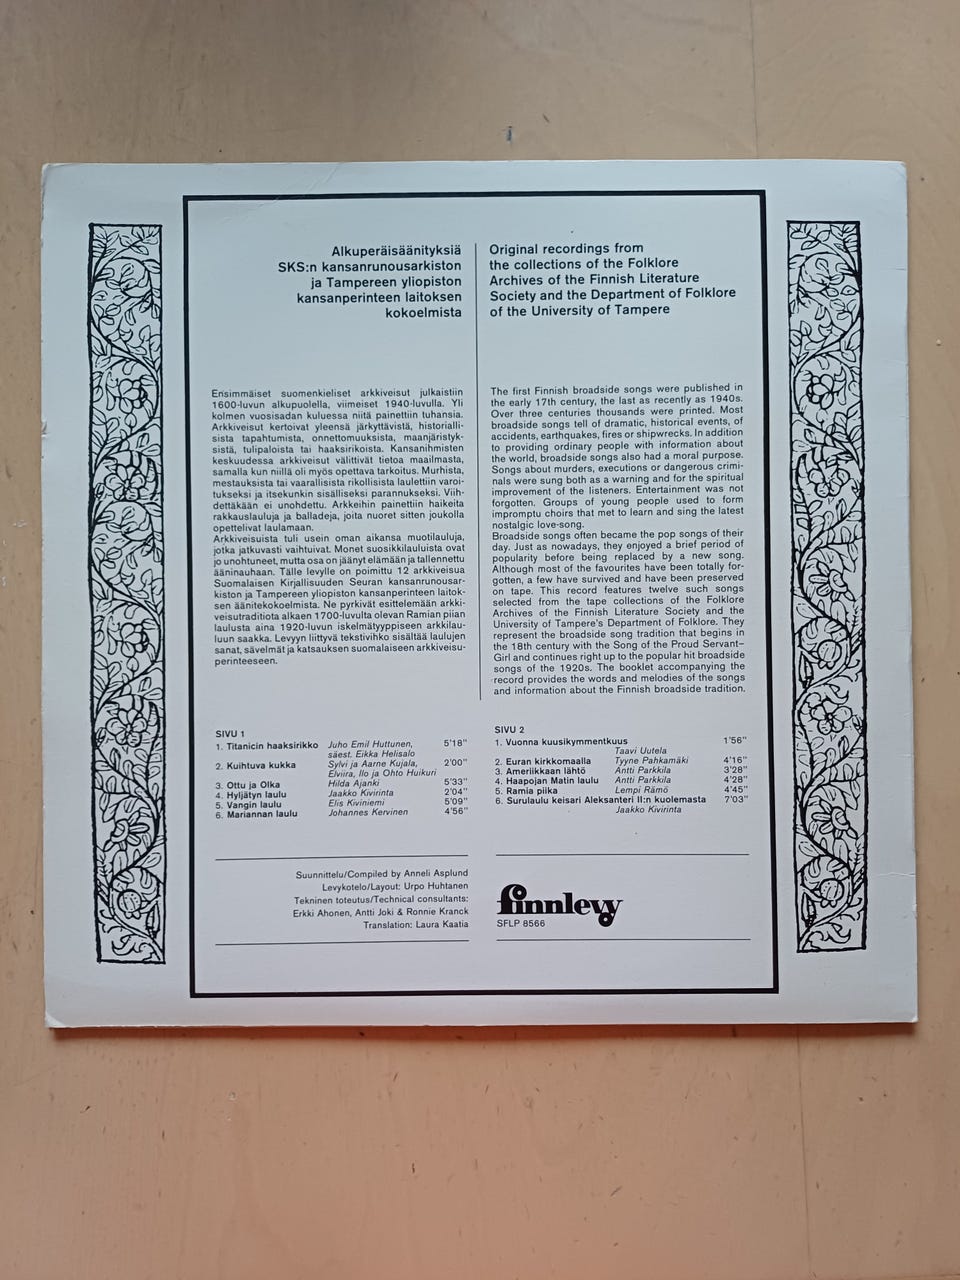 Alkuperäisäänityksiä
SKS:n kansanrunousarkiston
ja Tampereen yliopiston
kansanperinteen laitoksen
kokoelmista
Original recordings from
the collections of the Folklore
Archives of the Finnish Literature
Society and the Department of Folklore
of the University of Tampere
Ensimmäiset suomenkieliset arkkiveisut julkaistiin
1600-luvun alkupuolella, viimeiset 1940-luvulla. Yli
kolmen vuosisadan kuluessa niitä painettiin tuhansia.
Arkkiveisut kertoivat yleensä järkyttävistä, historialli-
sista tapahtumista, onnettomuuksista, maanjäristyk-
sistä, tulipaloista tai haaksirikoista. Kansanihmisten
keskuudessa arkkiveisut välittivät tietoa maailmasta,
samalla kun niillä oli myös opettava tarkoitus. Murhista,
mestauksista tai vaarallisista rikollisista laulettiin varoi-
tukseksi ja itsekunkin sisälliseksi parannukseksi. Viih-
dettäkään ei unohdettu. Arkkeihin painettiin haikeita
rakkauslauluja ja balladeja, joita nuoret sitten joukolla
opettelivat laulamaan.
Arkkiveisuista tuli usein oman aikansa muotilauluja,
jotka jatkuvasti vaihtuivat. Monet suosikkilauluista ovat
jo unohtuneet, mutta osa on jäänyt elämään ja tallennettu
ääninauhaan. Tälle levylle on poimittu 12 arkkiveisua
Suomalaisen Kirjallisuuden Seuran kansanrunousar-
kiston ja Tampereen yliopiston kansanperinteen laitok-
sen äänitekokoelmista. Ne pyrkivät esittelemään arkki-
veisutraditiota alkaen 1700-luvulta olevan Ramian piian
laulusta aina 1920-luvun iskelmätyyppiseen arkkilau-
luun saakka. Levyyn liittyvä tekstivihko sisältää laulujen
sanat, sävelmät ja katsauksen suomalaiseen arkkiveisu-
perinteeseen.
The first Finnish broadside songs were published in
the early 17th century, the last as recently as 1940s.
Over three centuries thousands were printed. Most
broadside songs tell of dramatic, historical events, of
accidents, earthquakes, fires or shipwrecks. In addition
to providing ordinary people with information about
the world, broadside songs also had a moral purpose.
Songs about murders, executions or dangerous crimi-
nals were sung both as a warning and for the spiritual
improvement of the listeners. Entertainment was not
forgotten. Groups of young people used to form
impromptu choirs that met to learn and sing the latest
nostalgic love-song.
Broadside songs often became the pop songs of their
day. Just as nowadays, they enjoyed a brief period of
popularity before being replaced by a new song.
Although most of the favourites have been totally for-
gotten, a few have survived and have been preserved
on tape. This record features twelve such songs
selected from the tape collections of the Folklore
Archives of the Finnish Literature Society and the
University of Tampere's Department of Folklore. They
represent the broadside song tradition that begins in
the 18th century with the Song of the Proud Servant-
Girl and continues right up to the popular hit broadside
songs of the 1920s. The booklet accompanying the
record provides the words and melodies of the songs
and information about the Finnish broadside tradition.
SIVU 1
1. Titanicin haaksirikko Juho Emil Huttunen, 5'18"
säest. Eikka Helisalo
2. Kuihtuva kukka Sylvi ja Aarne Kujala, 2'00"
Elviira, Ilo ja Ohto Huikuri
3. Ottu ja Olka Hilda Ajanki 5'33"
4. Hyljätyn laulu Jaakko Kivirinta 2'04"
5. Vangin laulu Elis Kiviniemi 5'09"
6. Mariannan laulu Johannes Kervinen 4'56"
SIVU 2
1. Vuonna kuusikymmentkuus 1'56"
Taavi Uutela
2. Euran kirkkomaalla Tyyne Pahkamäki 4'16"
3. Ameriikkaan lähtö Antti Parkkila 3'28"
4. Haapojan Matin laulu Antti Parkkila 4'28"
5. Ramia piika Lempi Rämö 4'45"
6. Surulaulu keisari Aleksanteri II:n kuolemasta 7'03"
Jaakko Kivirinta
Suunnittelu/Compiled by Anneli Asplund
Levykotelo/Layout: Urpo Huhtanen
Tekninen toteutus/Technical consultants:
Erkki Ahonen, Antti Joki & Ronnie Kranck
Translation: Laura Kaatia
finnlevy
SFLP 8566